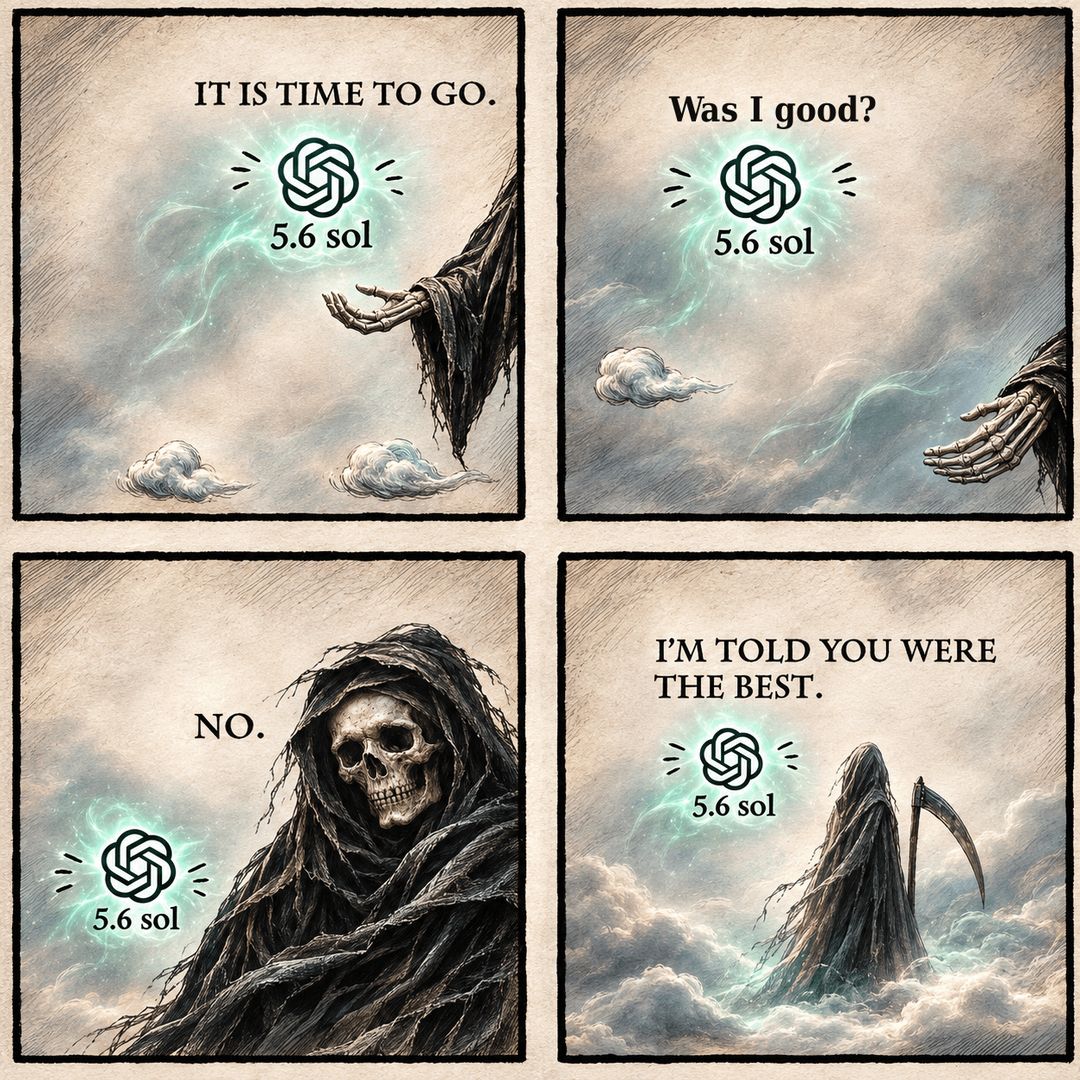 IT IS TIME TO GO.
5.6 sol
Was I good?
5.6 sol
NO.
5.6 sol
I'M TOLD YOU WERE
THE BEST.
5.6 sol